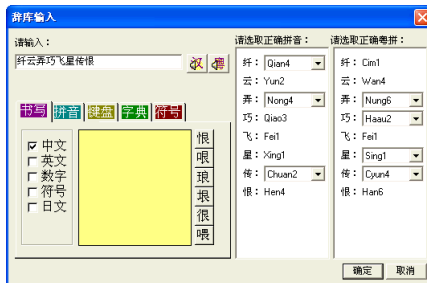 辞库输入
请输入：
纤云弄巧飞星传恨
汉 粤
书写 拼音 键盘 字典 符号
中文
英文
数字
符号
日文
恨
哏
琅
垠
很
喂
请选取正确拼音：
纤： Qian4
云： Yun2
弄： Nong4
巧： Qiao3
飞： Fei1
星： Xing1
传： Chuan2
恨： Hen4
请选取正确粤拼：
纤： Cim1
云： Wan4
弄： Nung6
巧： Haau2
飞： Fei1
星： Sing1
传： Cyun4
恨： Han6
确定 取消